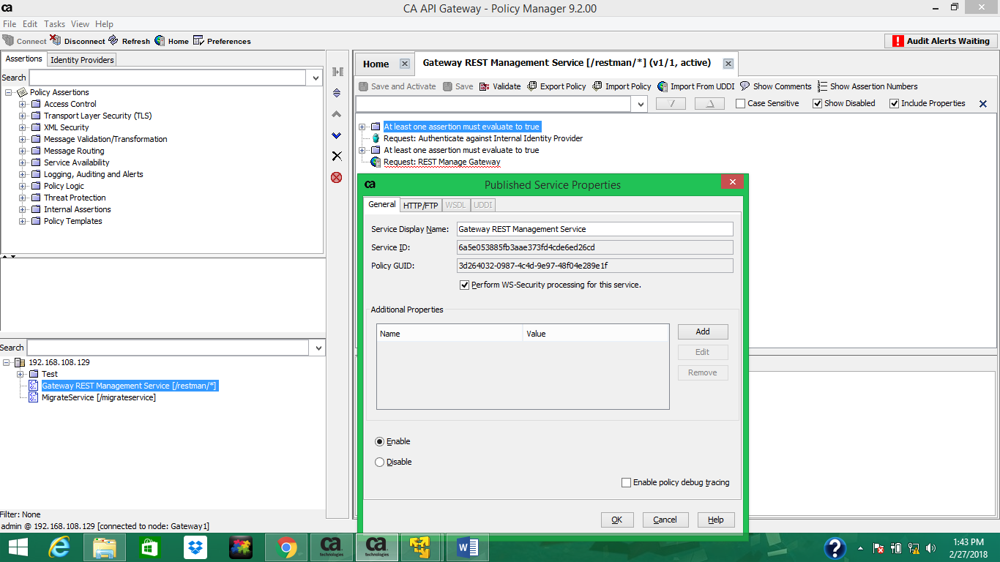 ca
CA API Gateway - Policy Manager 9.2.00
File Edit Tasks View Help
Connect Disconnect Refresh Home Preferences
Audit Alerts Waiting
Assertions Identity Providers
Search
Policy Assertions
Access Control
Transport Layer Security (TLS)
XML Security
Message Validation/Transformation
Message Routing
Service Availability
Logging, Auditing and Alerts
Policy Logic
Threat Protection
Internal Assertions
Policy Templates
Search
192.168.108.129
Test
Gateway REST Management Service [/restman/*]
MigrateService [/migrateservice]
Filter: None
admin @ 192.168.108.129 [connected to node: Gateway1]
Home
Gateway REST Management Service [/restman/*] (v1/1, active)
Save and Activate Save Validate Export Policy Import Policy Import From UDDI Show Comments Show Assertion Numbers
Case Sensitive Show Disabled Include Properties
At least one assertion must evaluate to true
Request: Authenticate against Internal Identity Provider
At least one assertion must evaluate to true
Request: REST Manage Gateway
ca
Published Service Properties
General HTTP/FTP WSDL UDDI
Service Display Name: Gateway REST Management Service
Service ID: 6a5e053885fb3aae373fd4cde6ed26cd
Policy GUID: 3d264032-0987-4c4d-9e97-48f04e289e1f
Perform WS-Security processing for this service.
Additional Properties
Name Value
Add
Edit
Remove
Enable
Disable
Enable policy debug tracing
OK Cancel Help
ca technologies
ca technologies
W
?
1:43 PM
2/27/2018